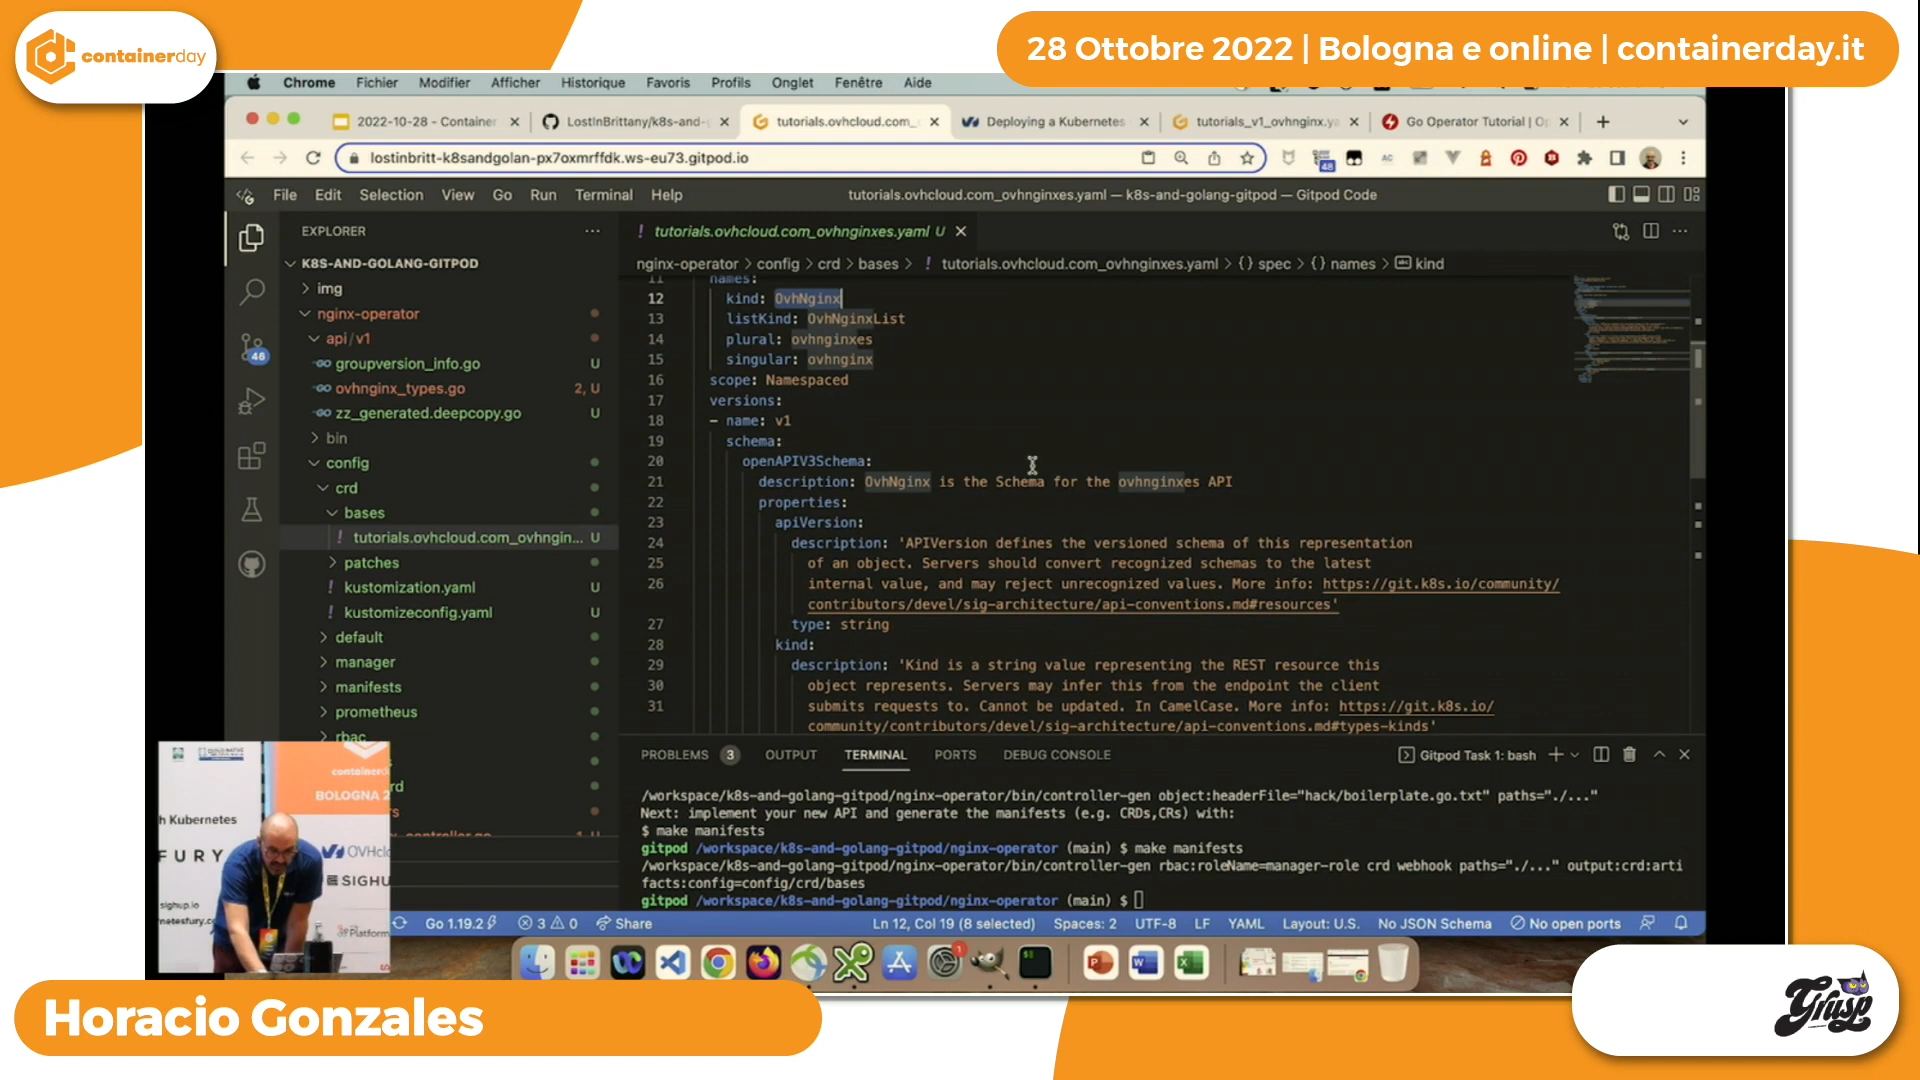 containerday
28 Ottobre 2022 | Bologna e online | containerday.it
Chrome Fichier Modifier Afficher Historique Favoris Profils Onglet Fenêtre Aide
2022-10-28 - Container
LostInBrittany/k8s-and-
tutorials.ovhcloud.com_
Deploying a Kubernetes
tutorials_v1_ovhnginx.ya
Go Operator Tutorial | Op
lostinbritt-k8sandgolan-px7oxmrffdk.ws-eu73.gitpod.io
File Edit Selection View Go Run Terminal Help
tutorials.ovhcloud.com_ovhnginxes.yaml — k8s-and-golang-gitpod — Gitpod Code
EXPLORER
K8S-AND-GOLANG-GITPOD
img
nginx-operator
api/v1
groupversion_info.go U
ovhnginx_types.go 2, U
zz_generated.deepcopy.go U
bin
config
crd
bases
! tutorials.ovhcloud.com_ovhngin... U
patches
! kustomization.yaml U
! kustomizeconfig.yaml U
default
manager
manifests
prometheus
rbac
46
! tutorials.ovhcloud.com_ovhnginxes.yaml U
nginx-operator > config > crd > bases > ! tutorials.ovhcloud.com_ovhnginxes.yaml > {} spec > {} names > kind
11 names:
12 kind: OvhNginx
13 listKind: OvhNginxList
14 plural: ovhnginxes
15 singular: ovhnginx
16 scope: Namespaced
17 versions:
18 - name: v1
19 schema:
20 openAPIV3Schema:
21 description: OvhNginx is the Schema for the ovhnginxes API
22 properties:
23 apiVersion:
24 description: 'APIVersion defines the versioned schema of this representation
25 of an object. Servers should convert recognized schemas to the latest
26 internal value, and may reject unrecognized values. More info: https://git.k8s.io/community/
contributors/devel/sig-architecture/api-conventions.md#resources'
27 type: string
28 kind:
29 description: 'Kind is a string value representing the REST resource this
30 object represents. Servers may infer this from the endpoint the client
31 submits requests to. Cannot be updated. In CamelCase. More info: https://git.k8s.io/
community/contributors/devel/sig-architecture/api-conventions.md#types-kinds'
PROBLEMS 3 OUTPUT TERMINAL PORTS DEBUG CONSOLE
Gitpod Task 1: bash
/workspace/k8s-and-golang-gitpod/nginx-operator/bin/controller-gen object:headerFile="hack/boilerplate.go.txt" paths="./..."
Next: implement your new API and generate the manifests (e.g. CRDs,CRs) with:
$ make manifests
gitpod /workspace/k8s-and-golang-gitpod/nginx-operator (main) $ make manifests
/workspace/k8s-and-golang-gitpod/nginx-operator/bin/controller-gen rbac:roleName=manager-role crd webhook paths="./..." output:crd:arti
facts:config=config/crd/bases
gitpod /workspace/k8s-and-golang-gitpod/nginx-operator (main) $
Go 1.19.2 3 0 Share
Ln 12, Col 19 (8 selected) Spaces: 2 UTF-8 LF YAML Layout: U.S. No JSON Schema No open ports
BOLOGNA 2
h Kubernetes
FURY
OVHclo
SIGHU
sighup.io
Platform
Horacio Gonzales
Grusp